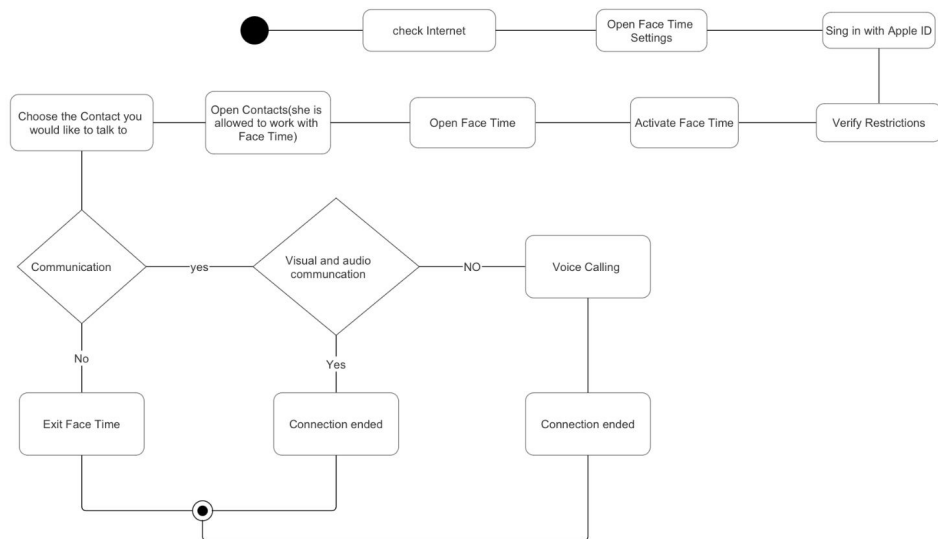 check Internet
Open Face Time
Settings
Sing in with Apple ID
Choose the Contact you
would like to talk to
Open Contacts(she is
allowed to work with
Face Time)
Open Face Time
Activate Face Time
Verify Restrictions
Communication
yes
Visual and audio
communcation
NO
Voice Calling
No
Yes
Exit Face Time
Connection ended
Connection ended